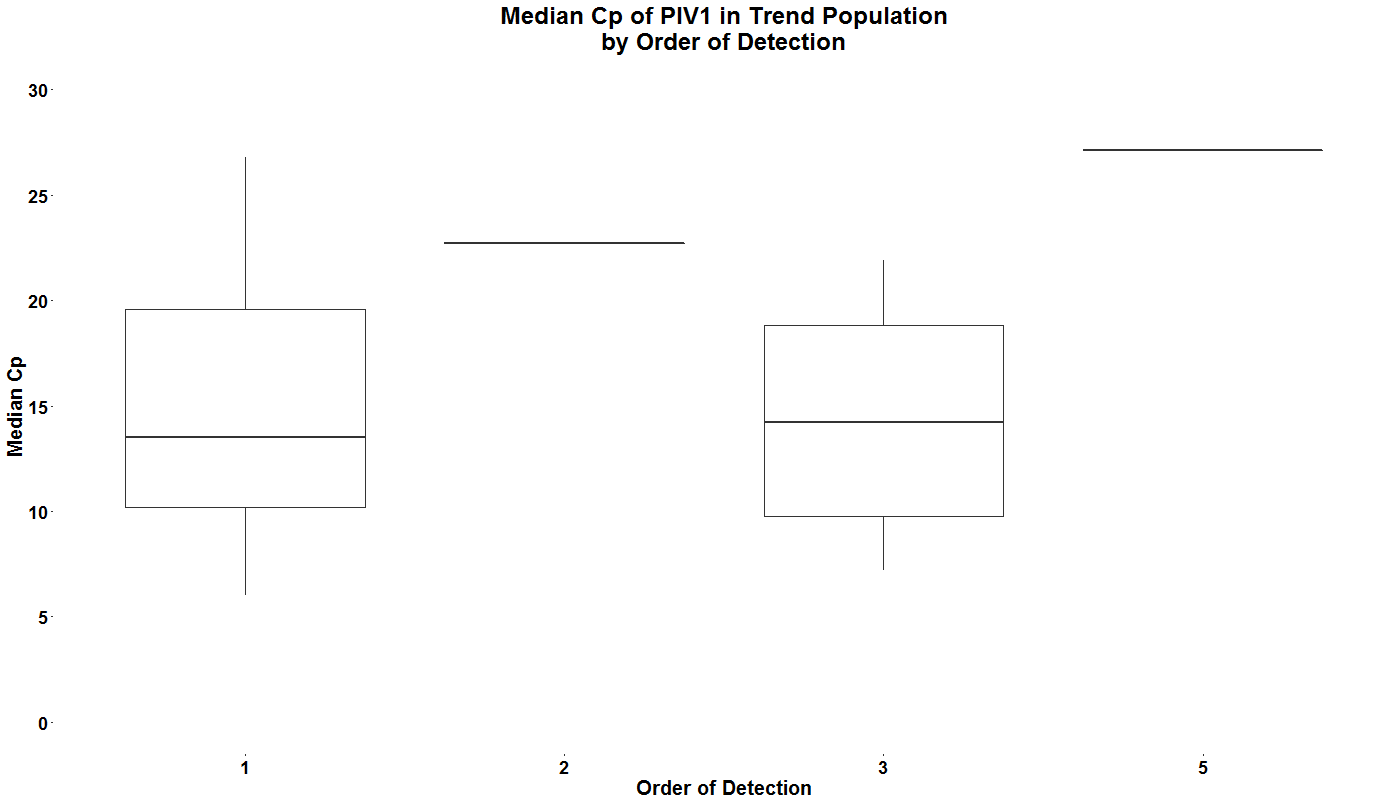 Median Cp of PIV1 in Trend Population
by Order of Detection
30
25
20
15
10
5
0
Median Cp
1 2 3 5
Order of Detection